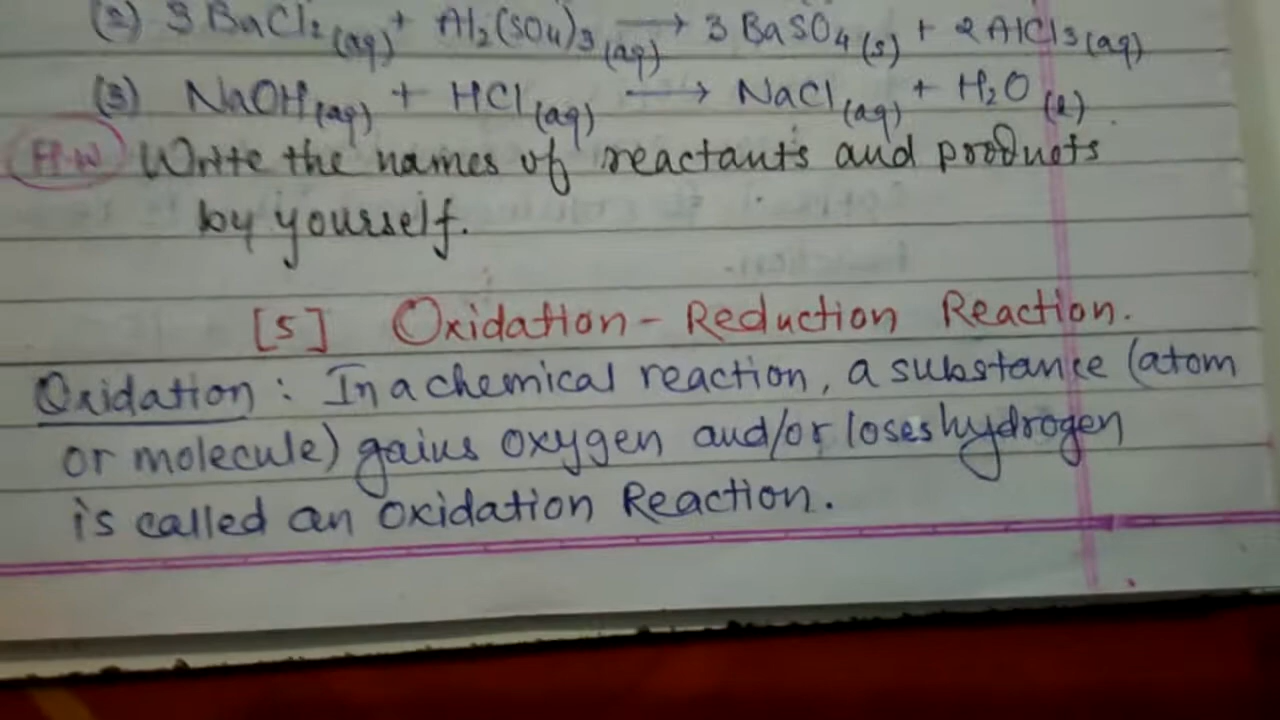 (2) 3 BaCl2 (aq) + Al2(SO4)3 (aq) → 3 BaSO4 (s) + 2 AlCl3 (aq)
(3) NaOH (aq) + HCl (aq) → NaCl (aq) + H2O (l)
H.W Write the names of reactants and products
by yourself.
[5] Oxidation - Reduction Reaction.
Oxidation : In a chemical reaction, a substance (atom
or molecule) gains oxygen and/or loses hydrogen
is called an Oxidation Reaction.